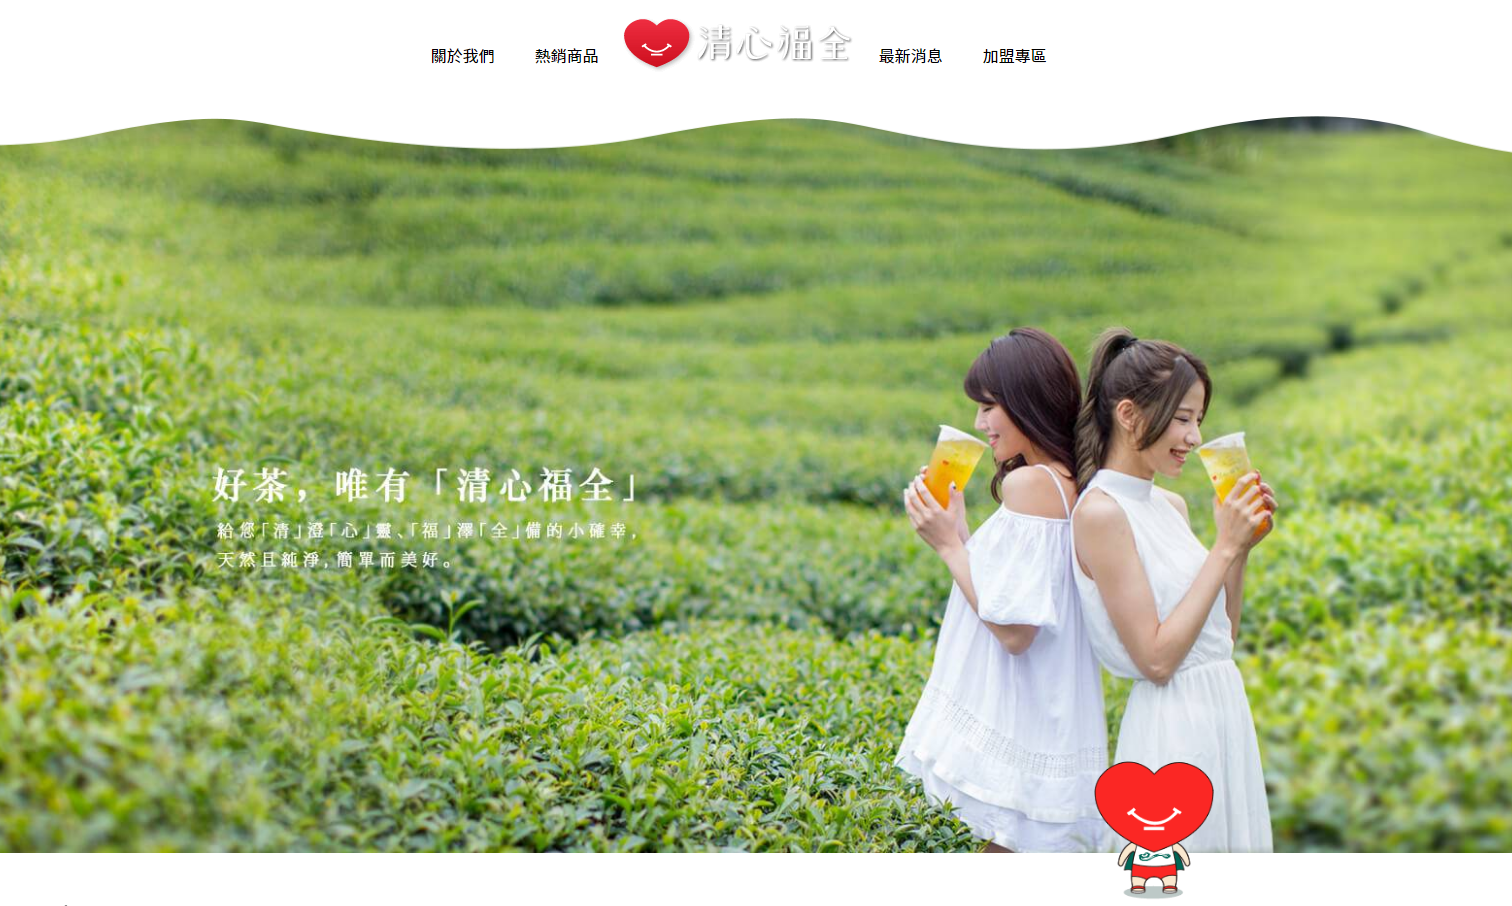 關於我們
熱銷商品
清心福全
最新消息
加盟專區
好茶，唯有「清心福全」
給您「清」澄「心」靈、「福」澤「全」備的小確幸，
天然且純淨，簡單而美好。